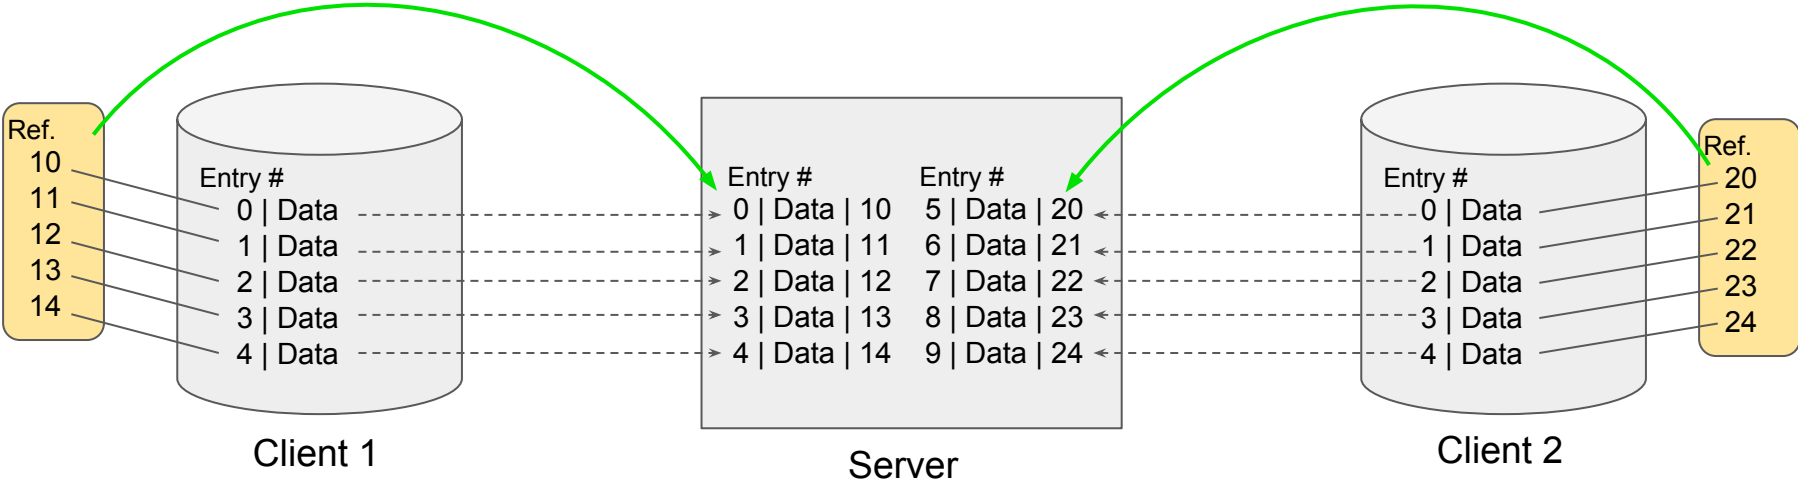 Ref.
10
11
12
13
14
Entry #
0 | Data
1 | Data
2 | Data
3 | Data
4 | Data
Client 1
Entry #
0 | Data | 10
1 | Data | 11
2 | Data | 12
3 | Data | 13
4 | Data | 14
Entry #
5 | Data | 20
6 | Data | 21
7 | Data | 22
8 | Data | 23
9 | Data | 24
Server
Entry #
0 | Data
1 | Data
2 | Data
3 | Data
4 | Data
Client 2
Ref.
20
21
22
23
24